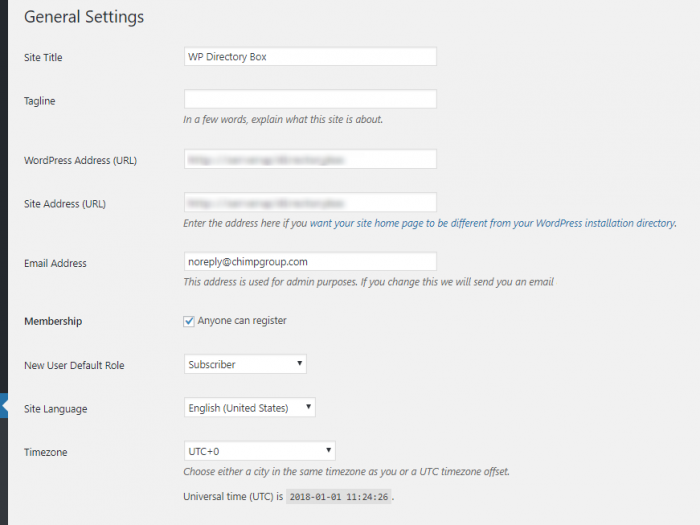 General Settings
Site Title WP Directory Box
Tagline
In a few words, explain what this site is about.
WordPress Address (URL)
Site Address (URL)
Enter the address here if you want your site home page to be different from your WordPress installation directory.
Email Address noreply@chimpgroup.com
This address is used for admin purposes. If you change this we will send you an email
Membership Anyone can register
New User Default Role Subscriber
Site Language English (United States)
Timezone UTC+0
Choose either a city in the same timezone as you or a UTC timezone offset.
Universal time (UTC) is 2018-01-01 11:24:26 .